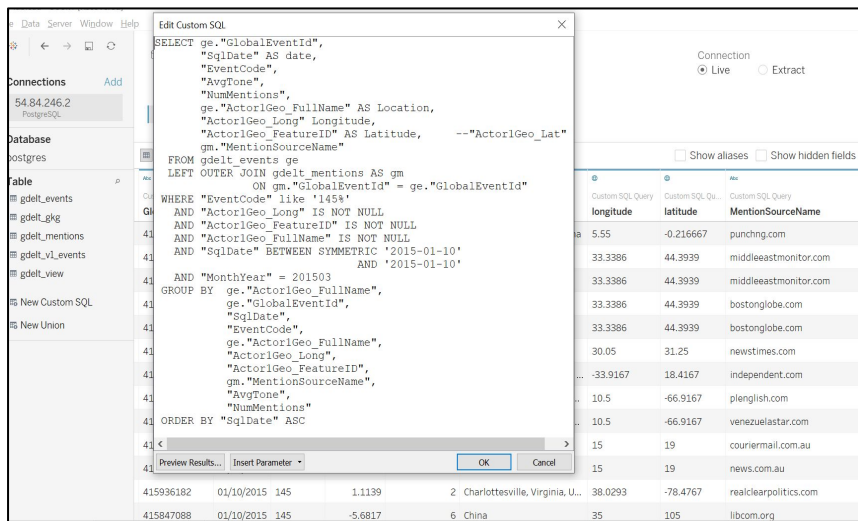 Data Server Window Help
Connections Add
54.84.246.2
PostgreSQL
Database
postgres
Table
gdelt_events
gdelt_gkg
gdelt_mentions
gdelt_v1_events
gdelt_view
New Custom SQL
New Union
Edit Custom SQL
SELECT ge."GlobalEventId",
"SqlDate" AS date,
"EventCode",
"AvgTone",
"NumMentions",
ge."Actor1Geo_FullName" AS Location,
"Actor1Geo_Long" Longitude,
"Actor1Geo_FeatureID" AS Latitude, --"Actor1Geo_Lat"
gm."MentionSourceName"
FROM gdelt_events ge
LEFT OUTER JOIN gdelt_mentions AS gm
ON gm."GlobalEventId" = ge."GlobalEventId"
WHERE "EventCode" like '145%'
AND "Actor1Geo_Long" IS NOT NULL
AND "Actor1Geo_FeatureID" IS NOT NULL
AND "Actor1Geo_FullName" IS NOT NULL
AND "SqlDate" BETWEEN SYMMETRIC '2015-01-10'
AND '2015-01-10'
AND "MonthYear" = 201503
GROUP BY ge."Actor1Geo_FullName",
ge."GlobalEventId",
"SqlDate",
"EventCode",
ge."Actor1Geo_FullName",
"Actor1Geo_Long",
"Actor1Geo_FeatureID",
gm."MentionSourceName",
"AvgTone",
"NumMentions"
ORDER BY "SqlDate" ASC
Preview Results... Insert Parameter OK Cancel
Connection
Live Extract
Show aliases Show hidden fields
Custom SQL Query Custom SQL Qu... Custom SQL Query
longitude latitude MentionSourceName
5.55 -0.216667 punchng.com
33.3386 44.3939 middleeastmonitor.com
33.3386 44.3939 middleeastmonitor.com
33.3386 44.3939 bostonglobe.com
33.3386 44.3939 bostonglobe.com
30.05 31.25 newstimes.com
... -33.9167 18.4167 independent.com
10.5 -66.9167 plenglish.com
10.5 -66.9167 venezuelastar.com
15 19 couriermail.com.au
15 19 news.com.au
415936182 01/10/2015 145 1.1139 2 Charlottesville, Virginia, U... 38.0293 -78.4767 realclearpolitics.com
415847088 01/10/2015 145 -5.6817 6 China 35 105 libcom.org